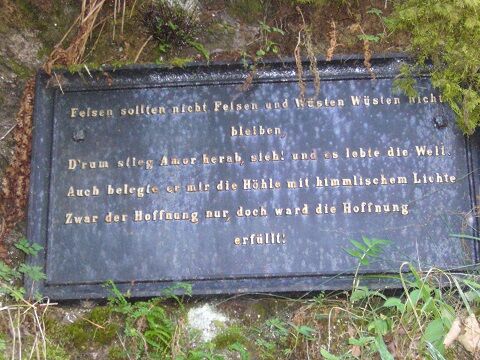 Felsen sollten nicht Felsen und Wüsten Wüsten nicht
bleiben,
D'rum stieg Amor herab, sieh! und es lebte die Welt.
Auch belegte er mir die Höhle mit himmlischem Lichte
Zwar der Hoffnung nur, doch ward die Hoffnung
erfüllt!